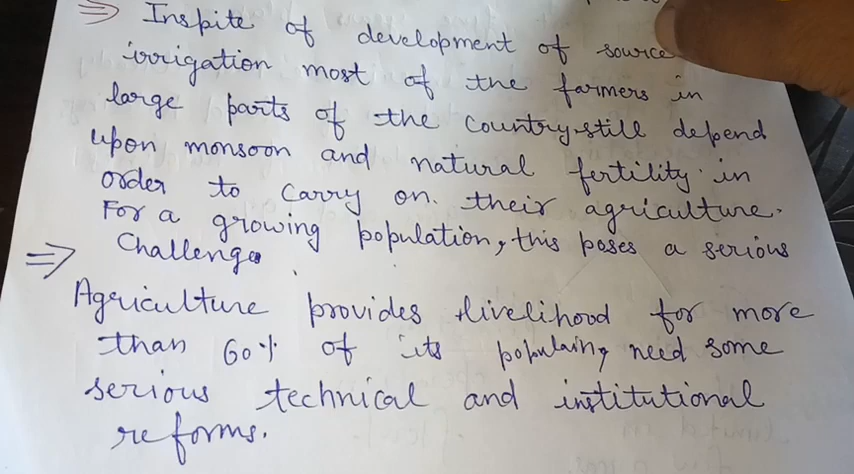 ⇒ Inspite of development of source
irrigation most of the farmers in
large parts of the country still depend
upon monsoon and natural fertility in
order to carry on. their agriculture.
For a growing population, this poses a serious
⇒ Challenge
Agriculture provides livelihood for more
than 60% of its need some
serious technical and institutional
reforms.